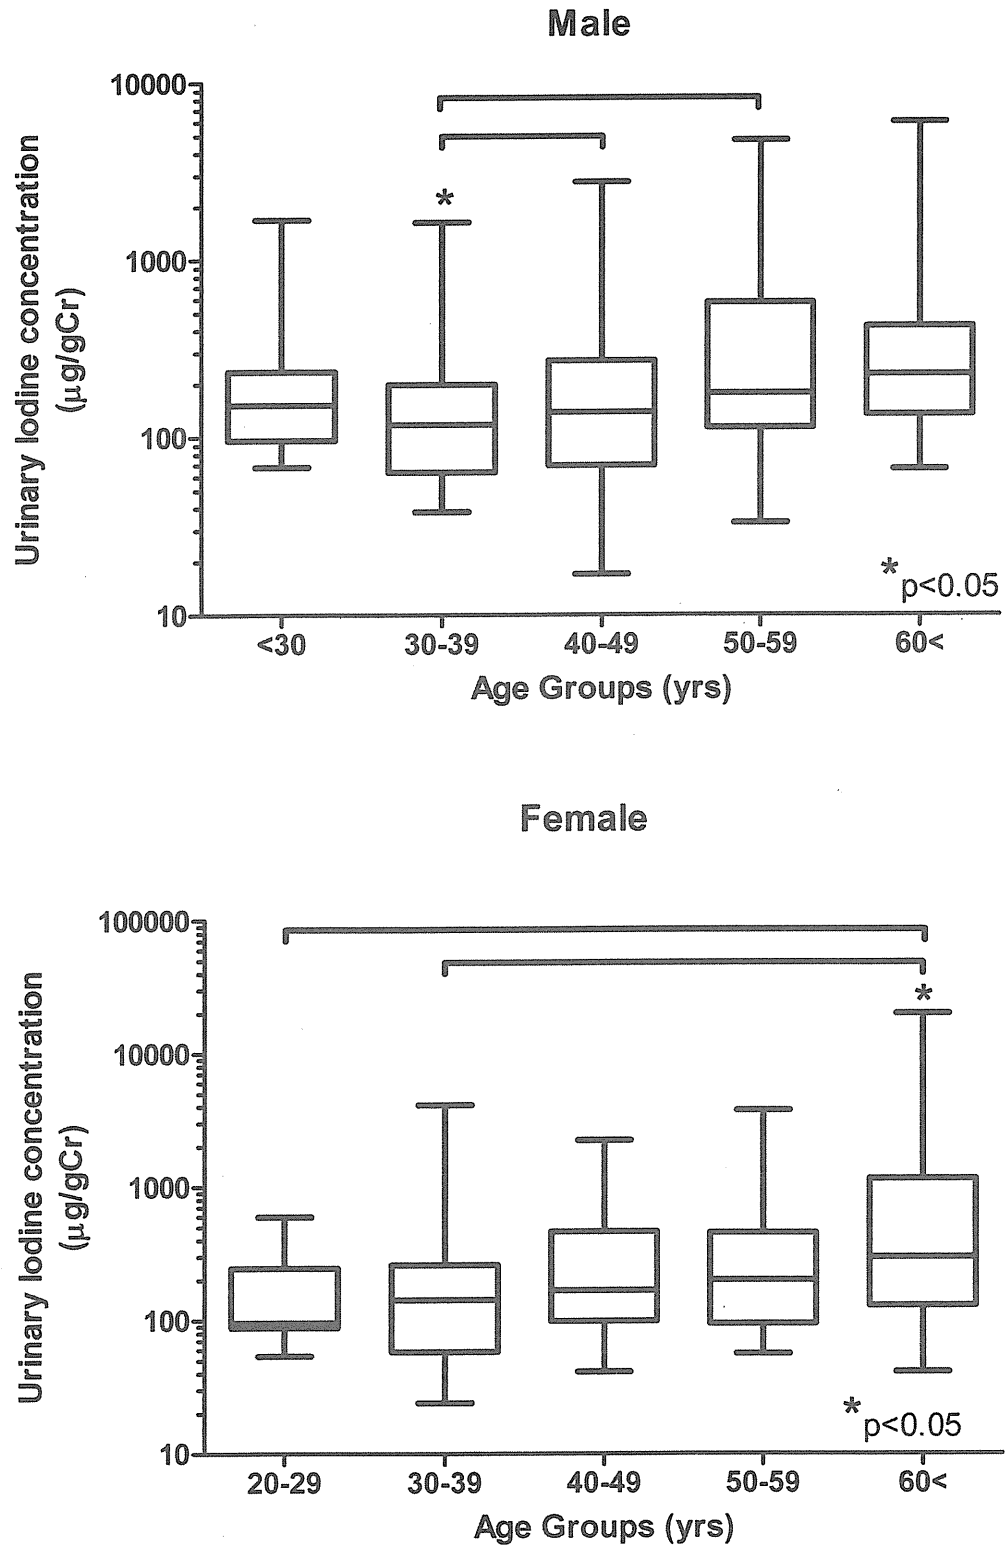 Male
Urinary Iodine concentration
(µg/gCr)
10000
1000
100
10
*
* p<0.05
<30 30-39 40-49 50-59 60<
Age Groups (yrs)
Female
Urinary Iodine concentration
(µg/gCr)
100000
10000
1000
100
10
*
* p<0.05
20-29 30-39 40-49 50-59 60<
Age Groups (yrs)